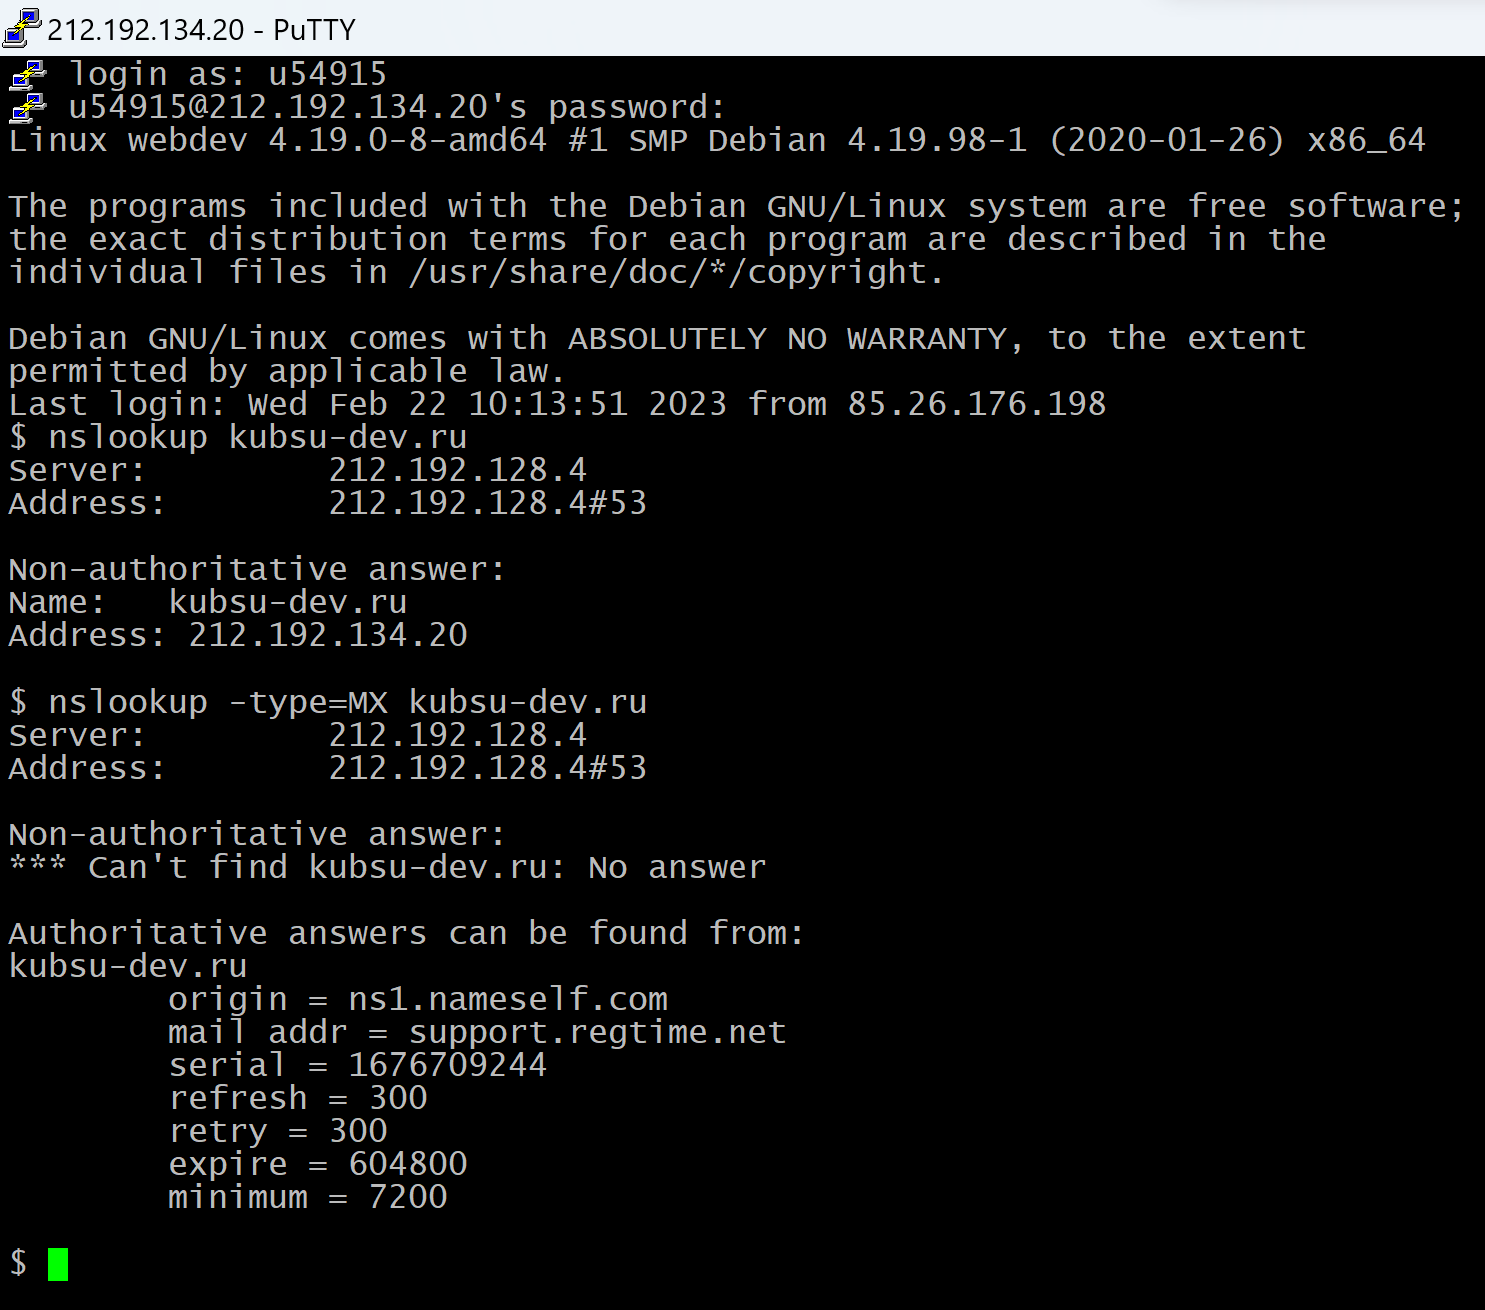 212.192.134.20 - PuTTY
login as: u54915
u54915@212.192.134.20's password:
Linux webdev 4.19.0-8-amd64 #1 SMP Debian 4.19.98-1 (2020-01-26) x86_64

The programs included with the Debian GNU/Linux system are free software;
the exact distribution terms for each program are described in the
individual files in /usr/share/doc/*/copyright.

Debian GNU/Linux comes with ABSOLUTELY NO WARRANTY, to the extent
permitted by applicable law.
Last login: Wed Feb 22 10:13:51 2023 from 85.26.176.198
$ nslookup kubsu-dev.ru
Server:         212.192.128.4
Address:        212.192.128.4#53

Non-authoritative answer:
Name:   kubsu-dev.ru
Address: 212.192.134.20

$ nslookup -type=MX kubsu-dev.ru
Server:         212.192.128.4
Address:        212.192.128.4#53

Non-authoritative answer:
*** Can't find kubsu-dev.ru: No answer

Authoritative answers can be found from:
kubsu-dev.ru
        origin = ns1.nameself.com
        mail addr = support.regtime.net
        serial = 1676709244
        refresh = 300
        retry = 300
        expire = 604800
        minimum = 7200

$